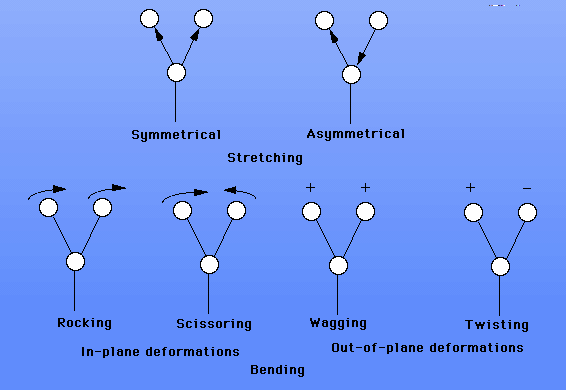 Symmetrical
Asymmetrical
Stretching
+ + + −
Rocking
Scissoring
Wagging
Twisting
In-plane deformations
Out-of-plane deformations
Bending